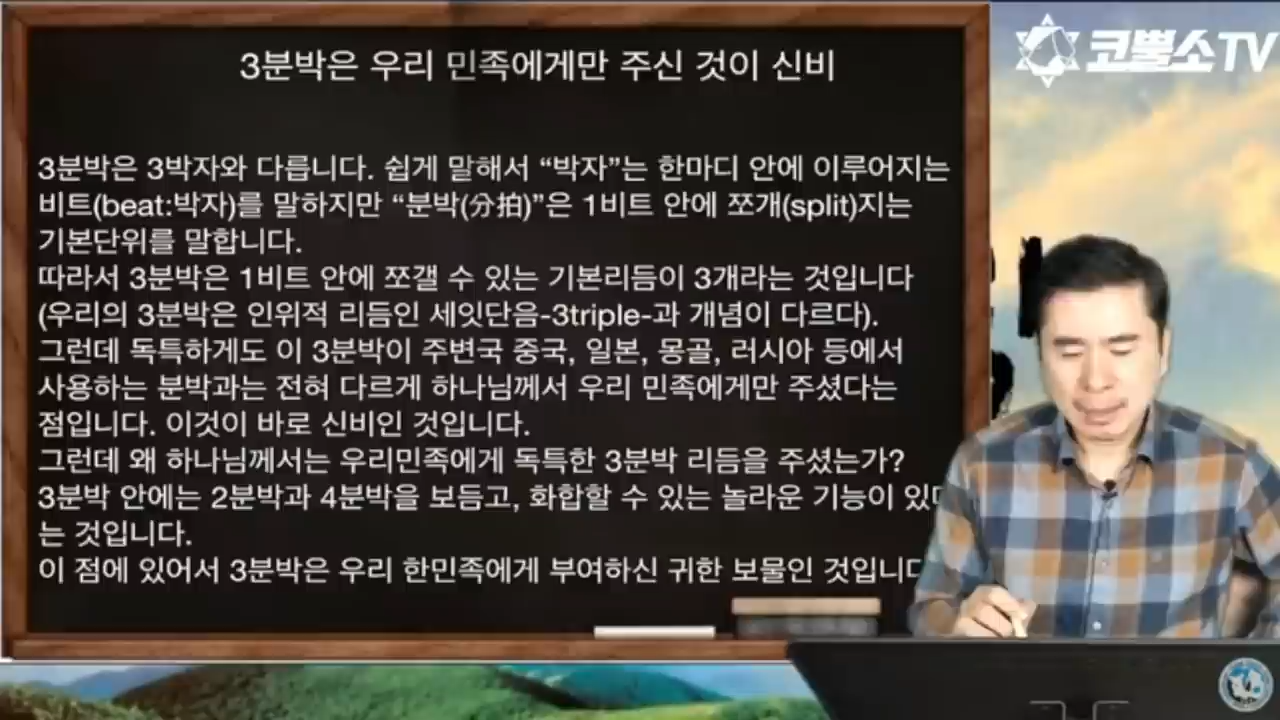 3분박은 우리 민족에게만 주신 것이 신비
코뿔소TV
3분박은 3박자와 다릅니다. 쉽게 말해서 “박자”는 한마디 안에 이루어지는
비트(beat:박자)를 말하지만 “분박(分拍)”은 1비트 안에 쪼개(split)지는
기본단위를 말합니다.
따라서 3분박은 1비트 안에 쪼갤 수 있는 기본리듬이 3개라는 것입니다
(우리의 3분박은 인위적 리듬인 세잇단음-3triple-과 개념이 다르다).
그런데 독특하게도 이 3분박이 주변국 중국, 일본, 몽골, 러시아 등에서
사용하는 분박과는 전혀 다르게 하나님께서 우리 민족에게만 주셨다는
점입니다. 이것이 바로 신비인 것입니다.
그런데 왜 하나님께서는 우리민족에게 독특한 3분박 리듬을 주셨는가?
3분박 안에는 2분박과 4분박을 보듬고, 화합할 수 있는 놀라운 기능이 있다
는 것입니다.
이 점에 있어서 3분박은 우리 한민족에게 부여하신 귀한 보물인 것입니다